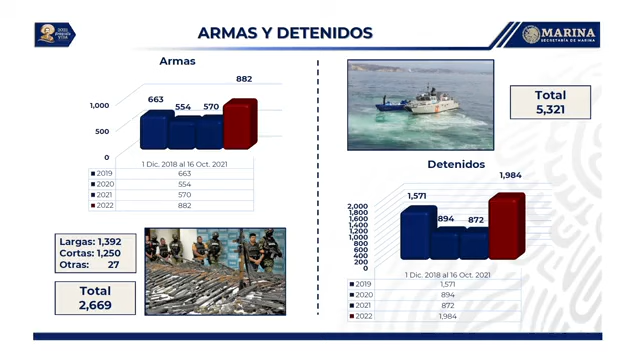 2022
ARMAS Y DETENIDOS
MARINA
SECRETARÍA DE MARINA
Armas
882
663
554
570
1,000
500
0
1 Dic. 2018 al 16 Oct. 2021
2019 663
2020 554
2021 570
2022 882
Largas: 1,392
Cortas: 1,250
Otras: 27
Total
2,669
Total
5,321
Detenidos
1,984
1,571
894
872
2,000
1,800
1,600
1,400
1,200
1,000
800
600
400
200
0
1 Dic. 2018 al 16 Oct. 2021
2019 1,571
2020 894
2021 872
2022 1,984